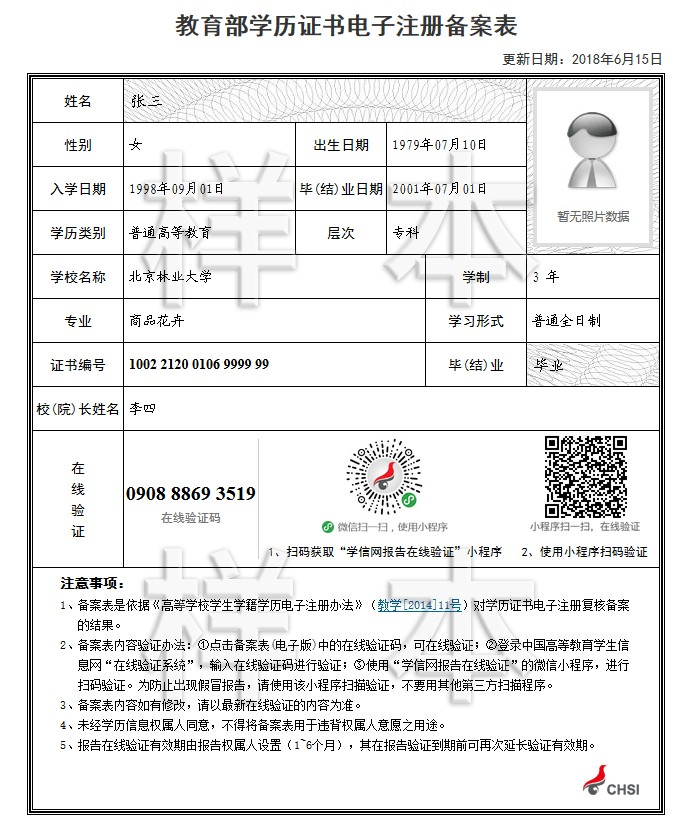 教育部学历证书电子注册备案表
更新日期：2018年6月15日
姓名 张三
性别 女 出生日期 1979年07月10日
入学日期 1998年09月01日 毕(结)业日期 2001年07月01日
暂无照片数据
学历类别 普通高等教育 层次 专科
学校名称 北京林业大学 学制 3 年
专业 商品花卉 学习形式 普通全日制
证书编号 1002 2120 0106 9999 99 毕(结)业 毕业
校(院)长姓名 李四
样本
在线验证
0908 8869 3519
在线验证码
微信扫一扫，使用小程序
小程序扫一扫，在线验证
1、扫码获取“学信网报告在线验证”小程序
2、使用小程序扫码验证
注意事项：
1、备案表是依据《高等学校学生学籍学历电子注册办法》（教学[2014]11号）对学历证书电子注册复核备案
的结果。
2、备案表内容验证办法：①点击备案表(电子版)中的在线验证码，可在线验证；②登录中国高等教育学生信
息网“在线验证系统”，输入在线验证码进行验证；③使用“学信网报告在线验证”的微信小程序，进行
扫码验证。为防止出现假冒报告，请使用该小程序扫描验证，不要用其他第三方扫描程序。
3、备案表内容如有修改，请以最新在线验证的内容为准。
4、未经学历信息权属人同意，不得将备案表用于违背权属人意愿之用途。
5、报告在线验证有效期由报告权属人设置（1~6个月），其在报告验证到期前可再次延长验证有效期。
样本
CHSI